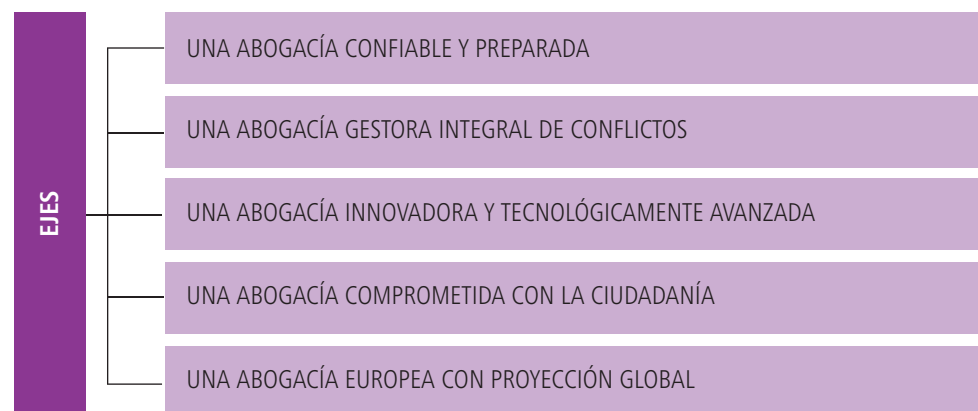 EJES
UNA ABOGACÍA CONFIABLE Y PREPARADA
UNA ABOGACÍA GESTORA INTEGRAL DE CONFLICTOS
UNA ABOGACÍA INNOVADORA Y TECNOLÓGICAMENTE AVANZADA
UNA ABOGACÍA COMPROMETIDA CON LA CIUDADANÍA
UNA ABOGACÍA EUROPEA CON PROYECCIÓN GLOBAL